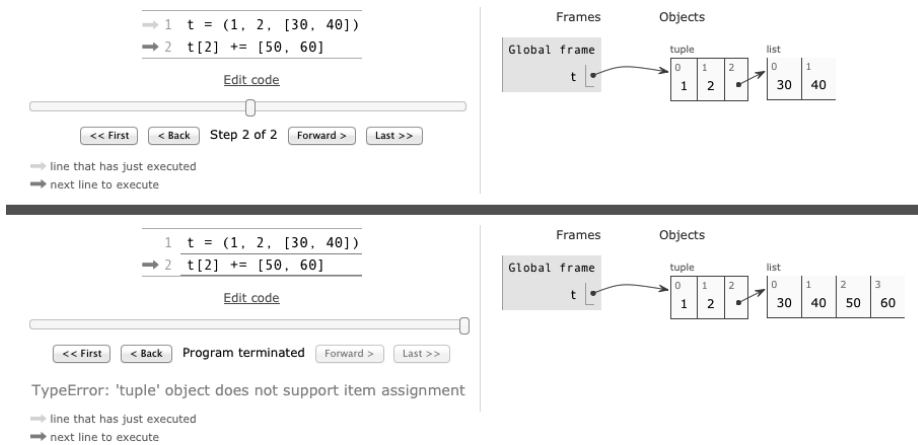 1 t = (1, 2, [30, 40])
2 t[2] += [50, 60]
Edit code
<< First < Back Step 2 of 2 Forward > Last >>
line that has just executed
next line to execute
Frames Objects
Global frame
t
tuple list
0 1 2 0 1
1 2 30 40
1 t = (1, 2, [30, 40])
2 t[2] += [50, 60]
Edit code
<< First < Back Program terminated Forward > Last >>
TypeError: 'tuple' object does not support item assignment
line that has just executed
next line to execute
Frames Objects
Global frame
t
tuple list
0 1 2 0 1 2 3
1 2 30 40 50 60